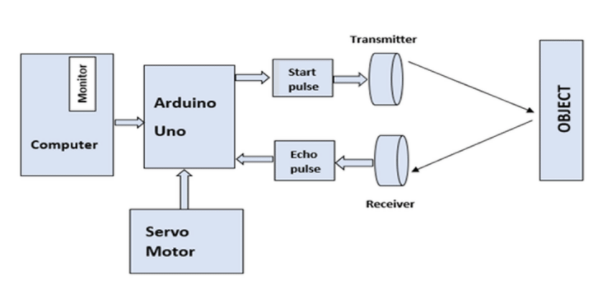 Monitor
Computer
Arduino
Uno
Start
pulse
Transmitter
Echo
pulse
Receiver
OBJECT
Servo
Motor